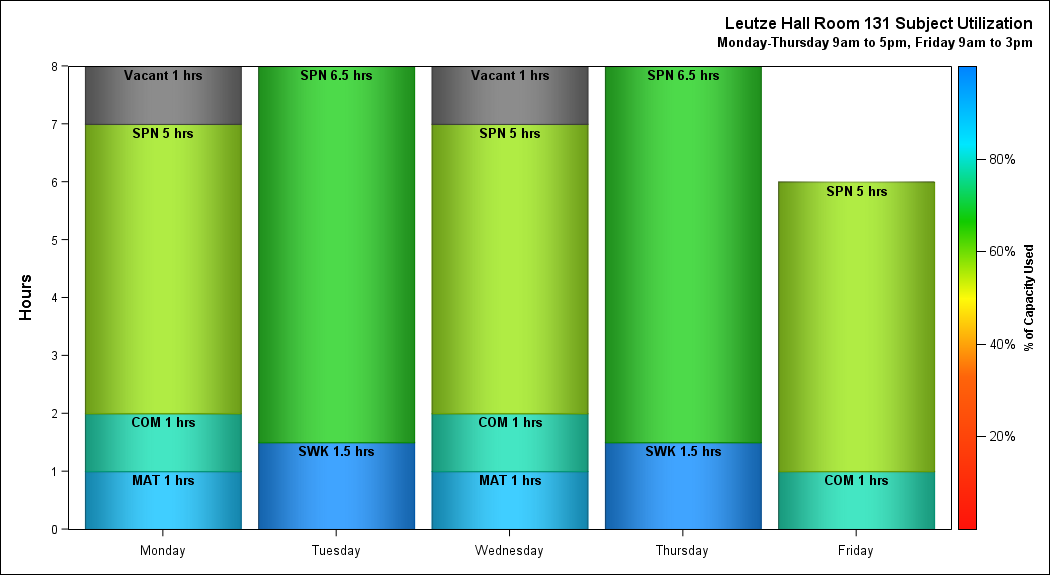 Leutze Hall Room 131 Subject Utilization
Monday-Thursday 9am to 5pm, Friday 9am to 3pm
8
7
6
5
4
3
2
1
0
Hours
Vacant 1 hrs
SPN 5 hrs
COM 1 hrs
MAT 1 hrs
SPN 6.5 hrs
SWK 1.5 hrs
Vacant 1 hrs
SPN 5 hrs
COM 1 hrs
MAT 1 hrs
SPN 6.5 hrs
SWK 1.5 hrs
SPN 5 hrs
COM 1 hrs
Monday
Tuesday
Wednesday
Thursday
Friday
80%
60%
40%
20%
% of Capacity Used